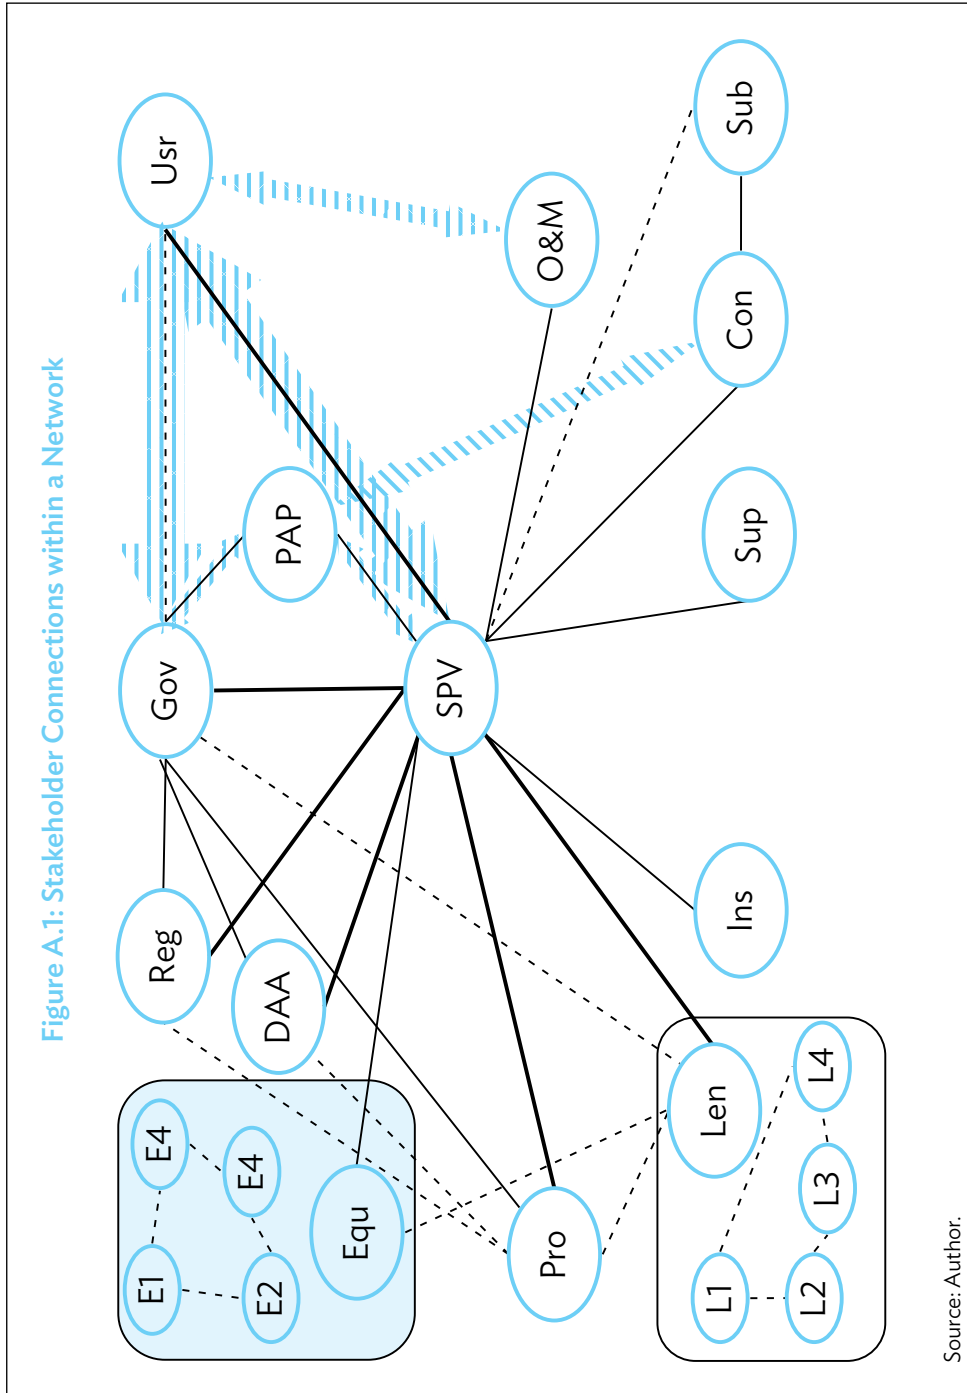 Figure A.1: Stakeholder Connections within a Network
E1
E4
Reg
Gov
Usr
E2
E4
DAA
PAP
Equ
SPV
Pro
O&M
L1
Len
Ins
Sup
Con
Sub
L2
L3
L4
Source: Author.